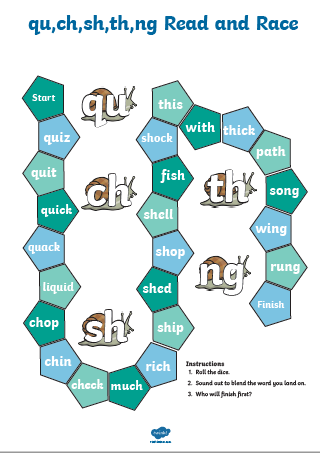 qu,ch,sh,th,ng Read and Race
Start
quiz
quit
quick
quack
liquid
chop
chin
check
much
rich
ship
shed
shop
shell
fish
shock
this
with
thick
path
song
wing
rung
Finish
qu
ch
sh
th
ng
Instructions
1. Roll the dice.
2. Sound out to blend the word you land on.
3. Who will finish first?